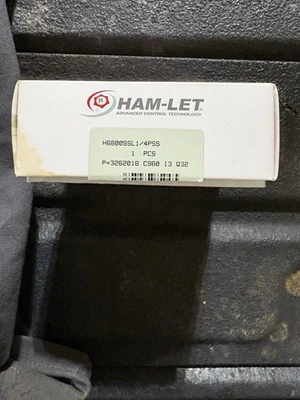 HAM-LET
ADVANCED CONTROL TECHNOLOGY
H6800SSL1/4PSS
1 PCS
P=3262018 C960 13 Q32